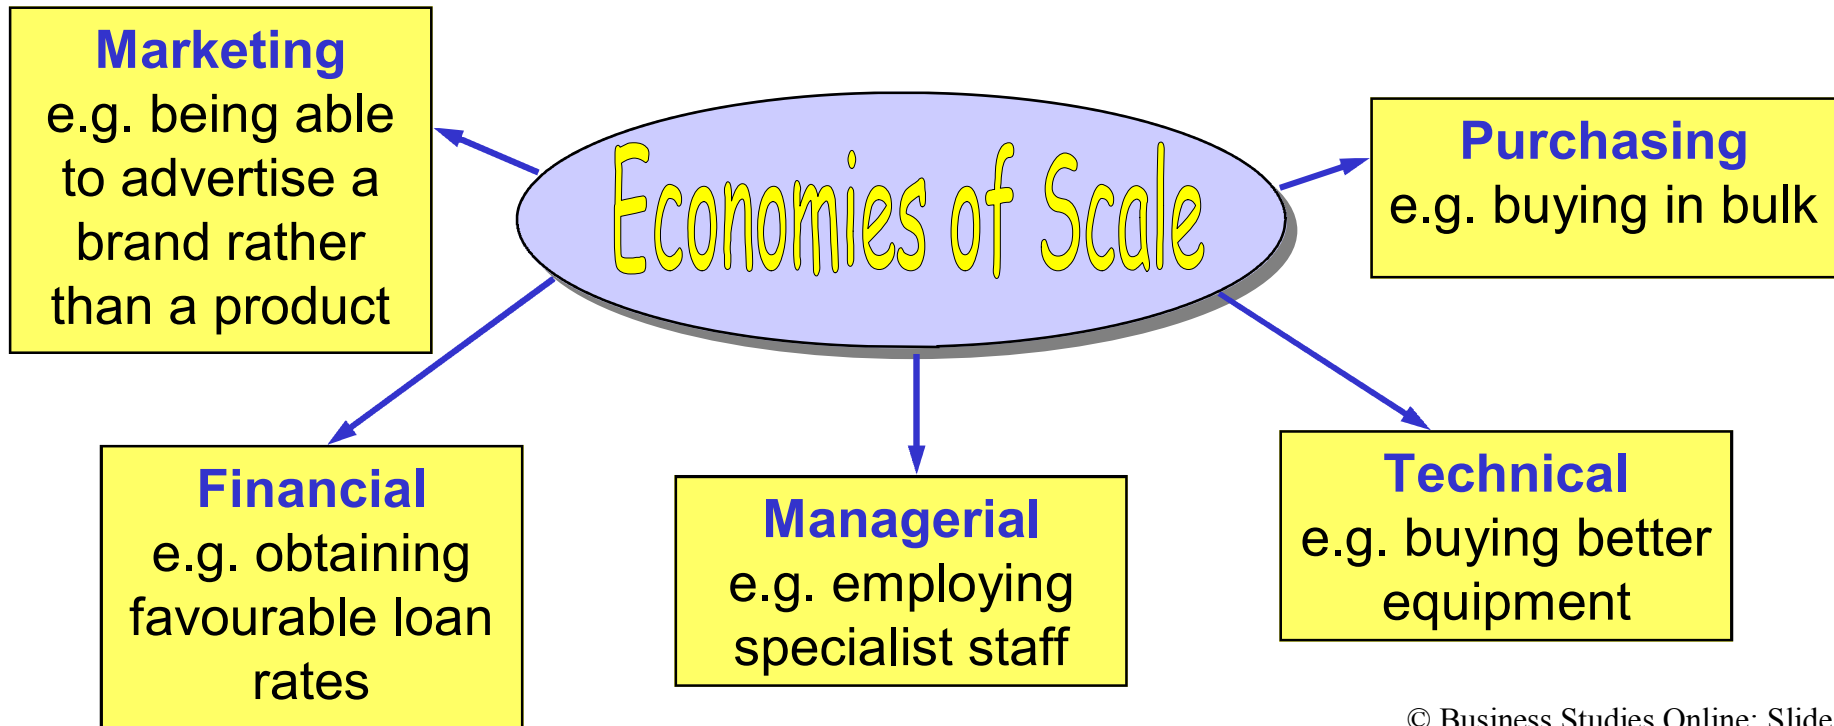 Economies of Scale
Marketing
e.g. being able
to advertise a
brand rather
than a product
Purchasing
e.g. buying in bulk
Financial
e.g. obtaining
favourable loan
rates
Managerial
e.g. employing
specialist staff
Technical
e.g. buying better
equipment
© Business Studies Online: Slide